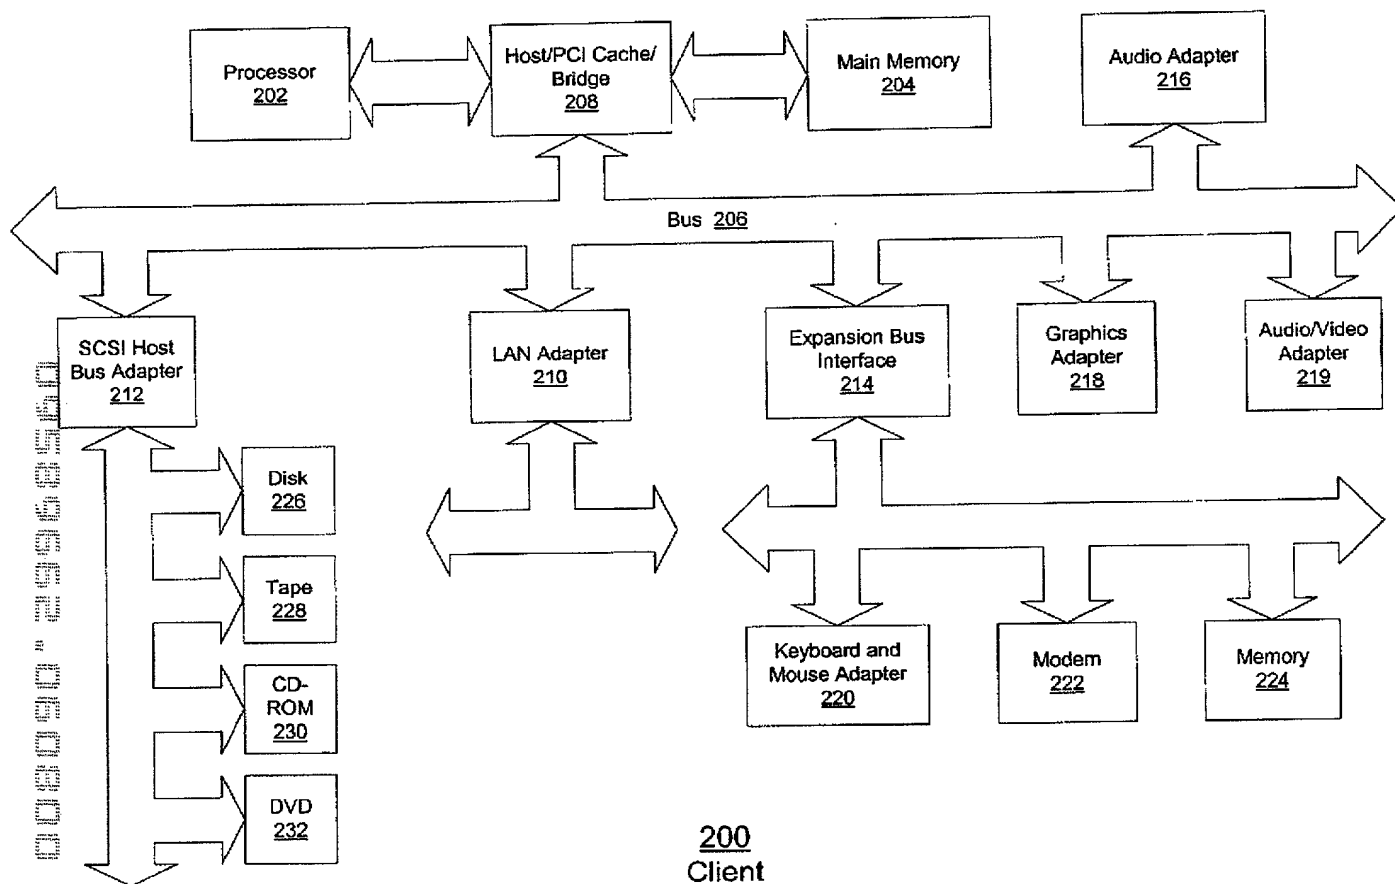 Processor
202
Host/PCI Cache/
Bridge
208
Main Memory
204
Audio Adapter
216
Bus 206
SCSI Host
Bus Adapter
212
LAN Adapter
210
Expansion Bus
Interface
214
Graphics
Adapter
218
Audio/Video
Adapter
219
Disk
226
Tape
228
CD-
ROM
230
DVD
232
Keyboard and
Mouse Adapter
220
Modem
222
Memory
224
200
Client